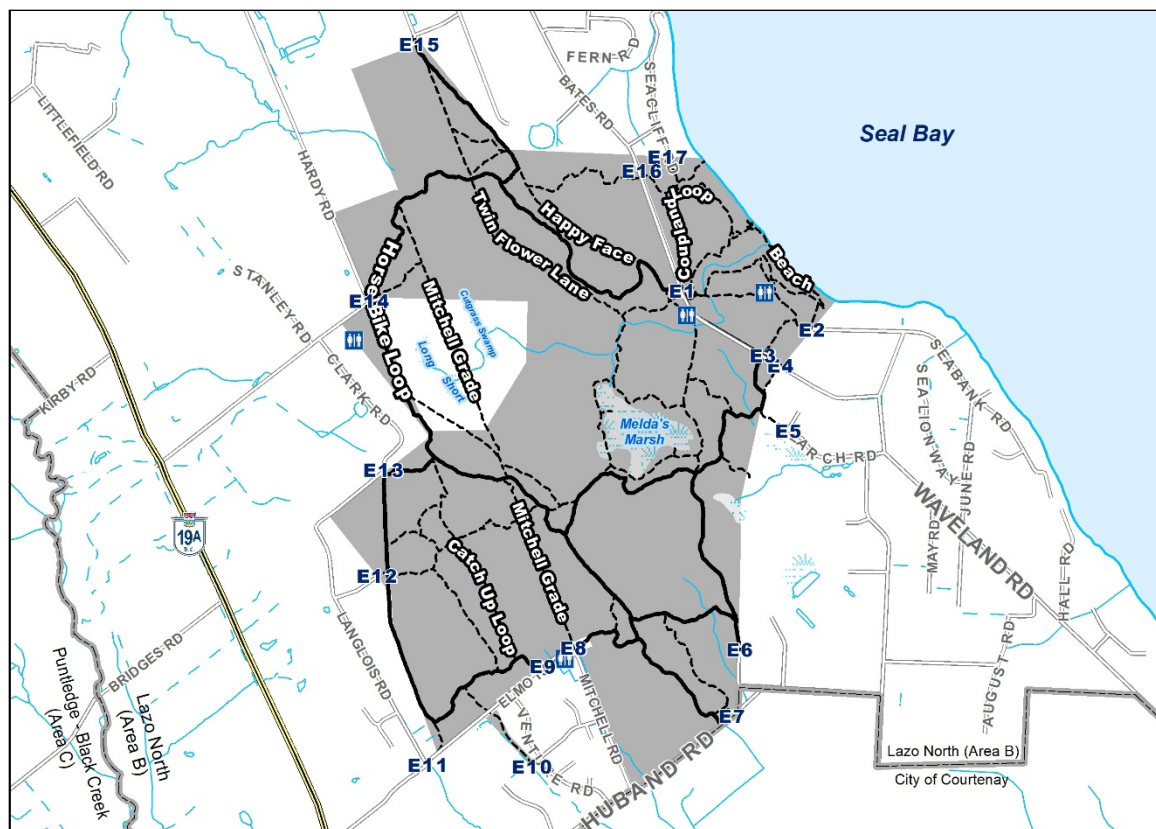 E15
FERN RD
SEACLIFF RD
BATES RD
LITTLEFIELD RD
Seal Bay
HARDY RD
E17
E16
Loop
Coupland
Twin Flower Lane
Happy Face
Beach
STANLEY RD
E14
Horse Bike Loop
Mitchell Grade
Cutgrass Swamp
Long
Short
E1
E2
E3
E4
SEABANK RD
KIRBY RD
CLARK RD
SEA LION WAY
JUNE RD
Melda's
Marsh
E5
ARCH RD
E13
WAVELAND RD
19A
B.C.
Mitchell Grade
Catch Up Loop
MAY RD
HALL RD
E12
LANGLOIS RD
BRIDGES RD
E8
E9
E6
AUGUST RD
Puntledge - Black Creek
(Area C)
Lazo North
(Area B)
MITCHELL RD
E7
E11
E10
HUBAND RD
Lazo North (Area B)
City of Courtenay